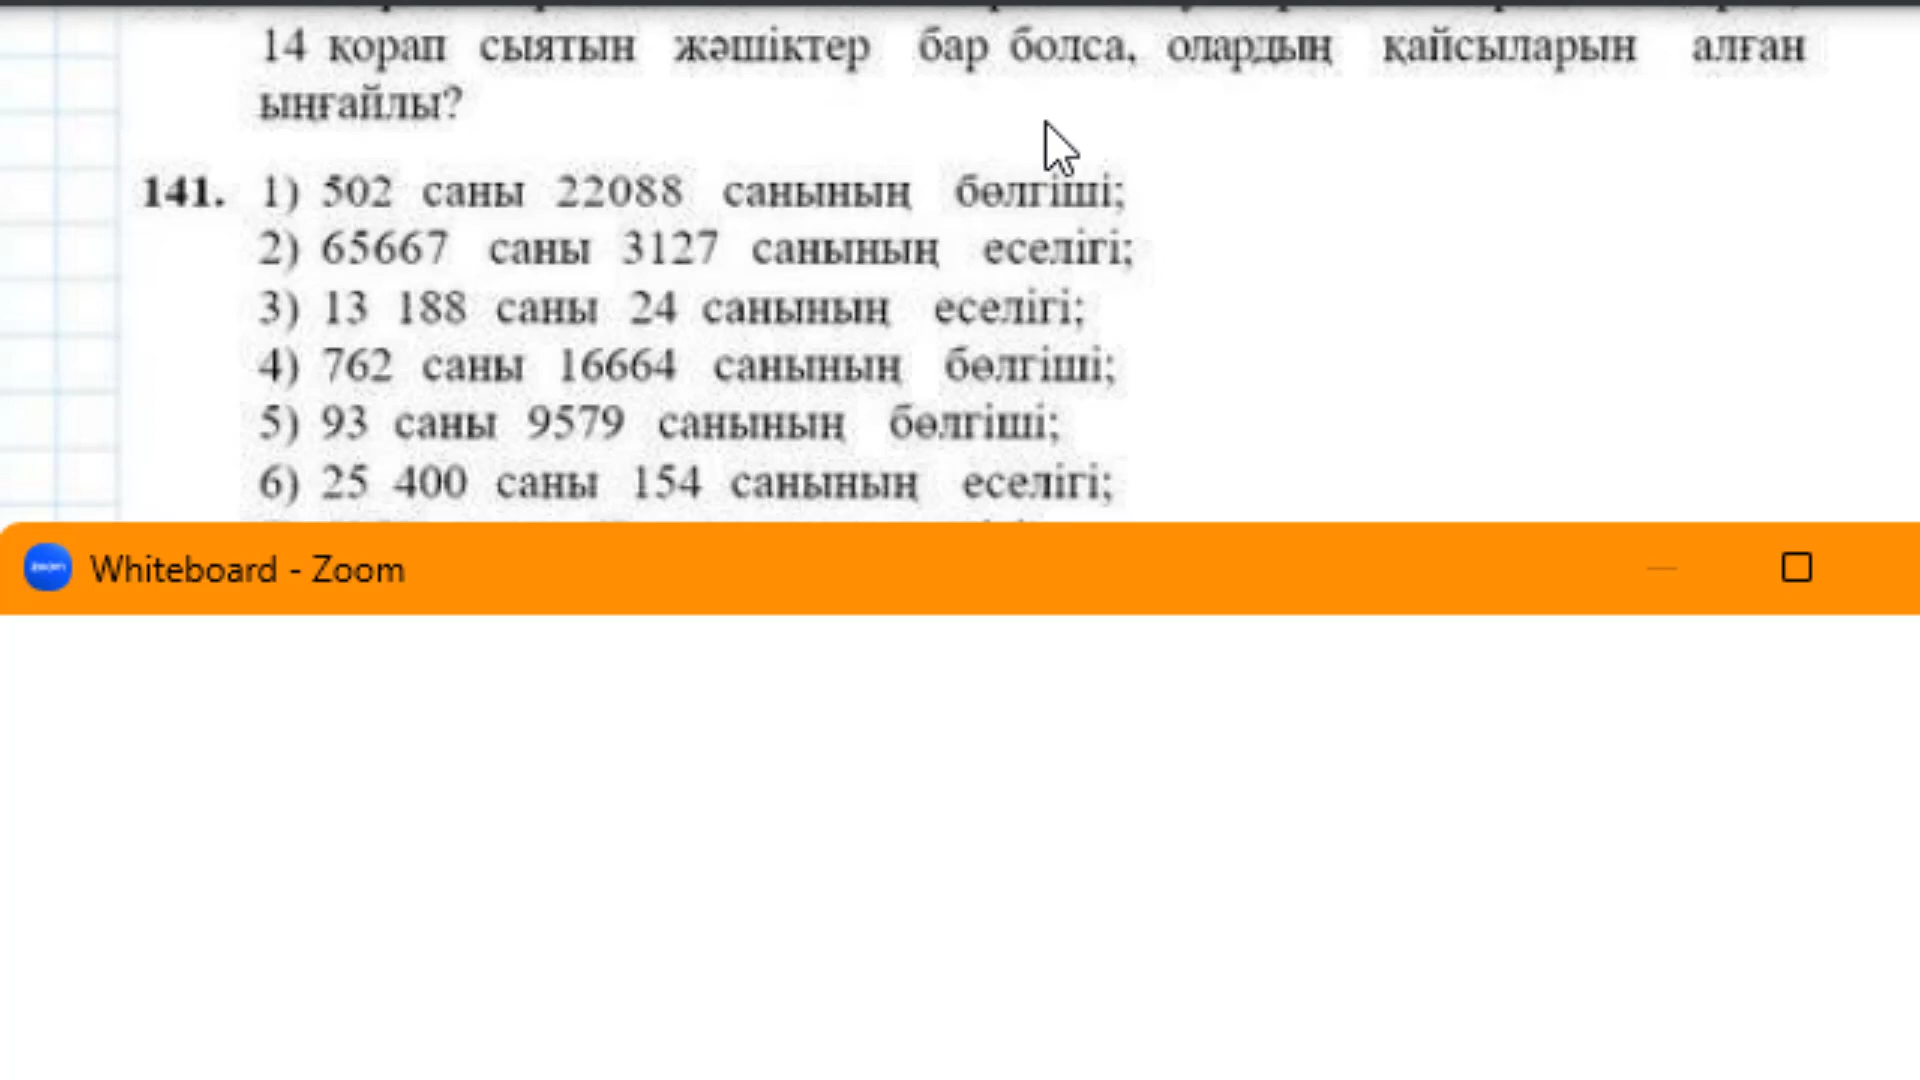 14 қорап сыятын жәшіктер бар болса, олардың қайсыларын алған
ыңғайлы?
141. 1) 502 саны 22088 санының бөлгіші;
2) 65667 саны 3127 санының еселігі;
3) 13 188 саны 24 санының еселігі;
4) 762 саны 16664 санының бөлгіші;
5) 93 саны 9579 санының бөлгіші;
6) 25 400 саны 154 санының еселігі;
zoom Whiteboard - Zoom